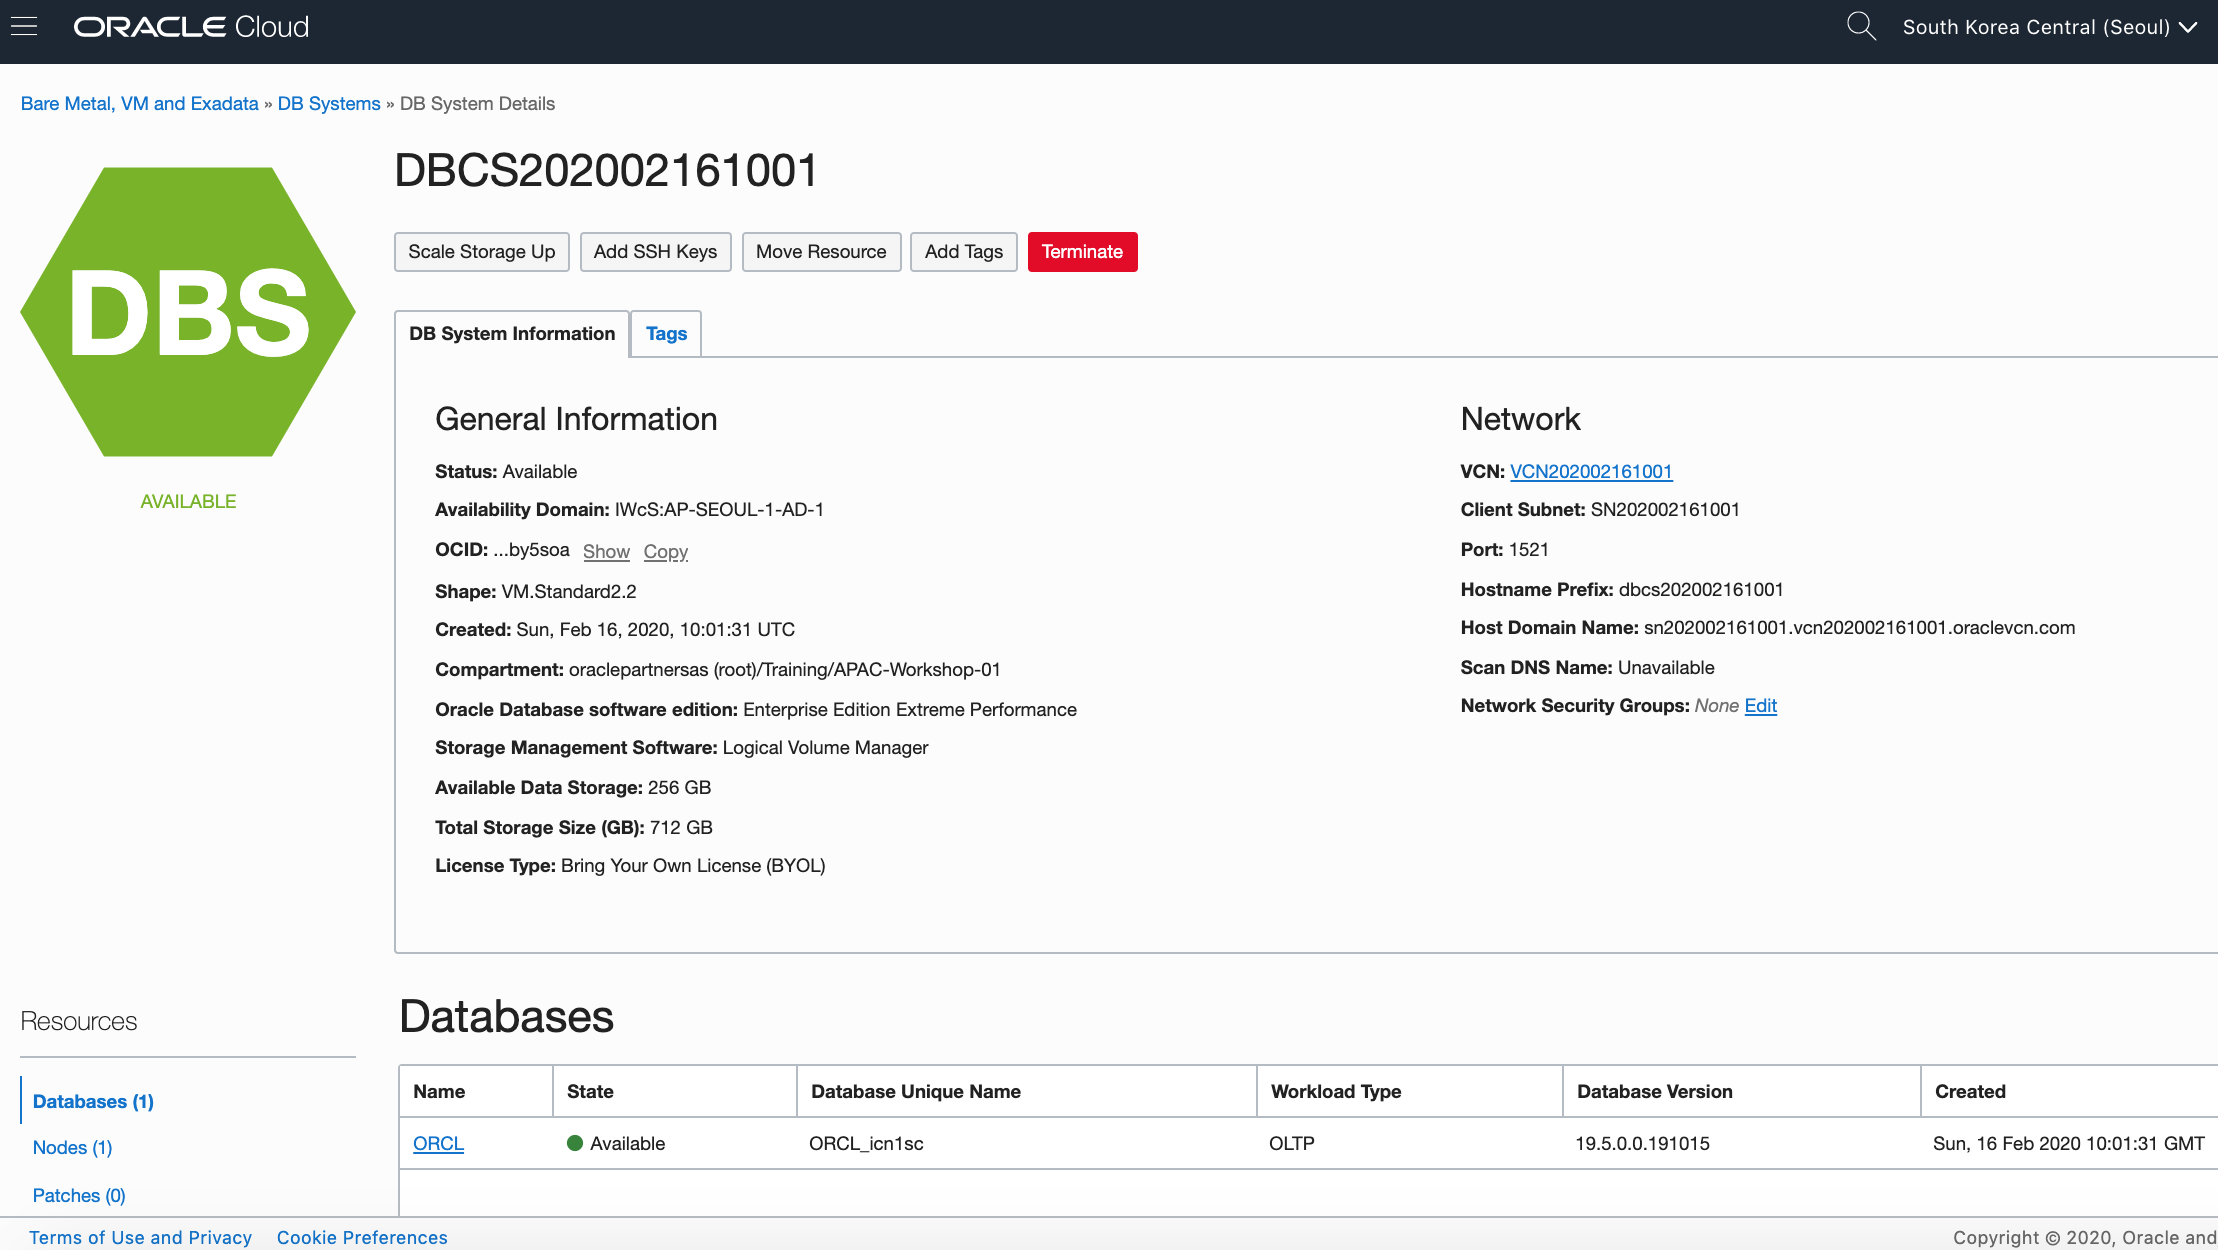 ORACLE Cloud
South Korea Central (Seoul)
Bare Metal, VM and Exadata » DB Systems » DB System Details
DBS
AVAILABLE
DBCS202002161001
Scale Storage Up Add SSH Keys Move Resource Add Tags Terminate
DB System Information Tags
General Information
Status: Available
Availability Domain: IWcS:AP-SEOUL-1-AD-1
OCID: ...by5soa Show Copy
Shape: VM.Standard2.2
Created: Sun, Feb 16, 2020, 10:01:31 UTC
Compartment: oraclepartnersas (root)/Training/APAC-Workshop-01
Oracle Database software edition: Enterprise Edition Extreme Performance
Storage Management Software: Logical Volume Manager
Available Data Storage: 256 GB
Total Storage Size (GB): 712 GB
License Type: Bring Your Own License (BYOL)
Network
VCN: VCN202002161001
Client Subnet: SN202002161001
Port: 1521
Hostname Prefix: dbcs202002161001
Host Domain Name: sn202002161001.vcn202002161001.oraclevcn.com
Scan DNS Name: Unavailable
Network Security Groups: None Edit
Resources
Databases (1)
Nodes (1)
Patches (0)
Databases
Name State Database Unique Name Workload Type Database Version Created
ORCL Available ORCL_icn1sc OLTP 19.5.0.0.191015 Sun, 16 Feb 2020 10:01:31 GMT
Terms of Use and Privacy Cookie Preferences
Copyright © 2020, Oracle and